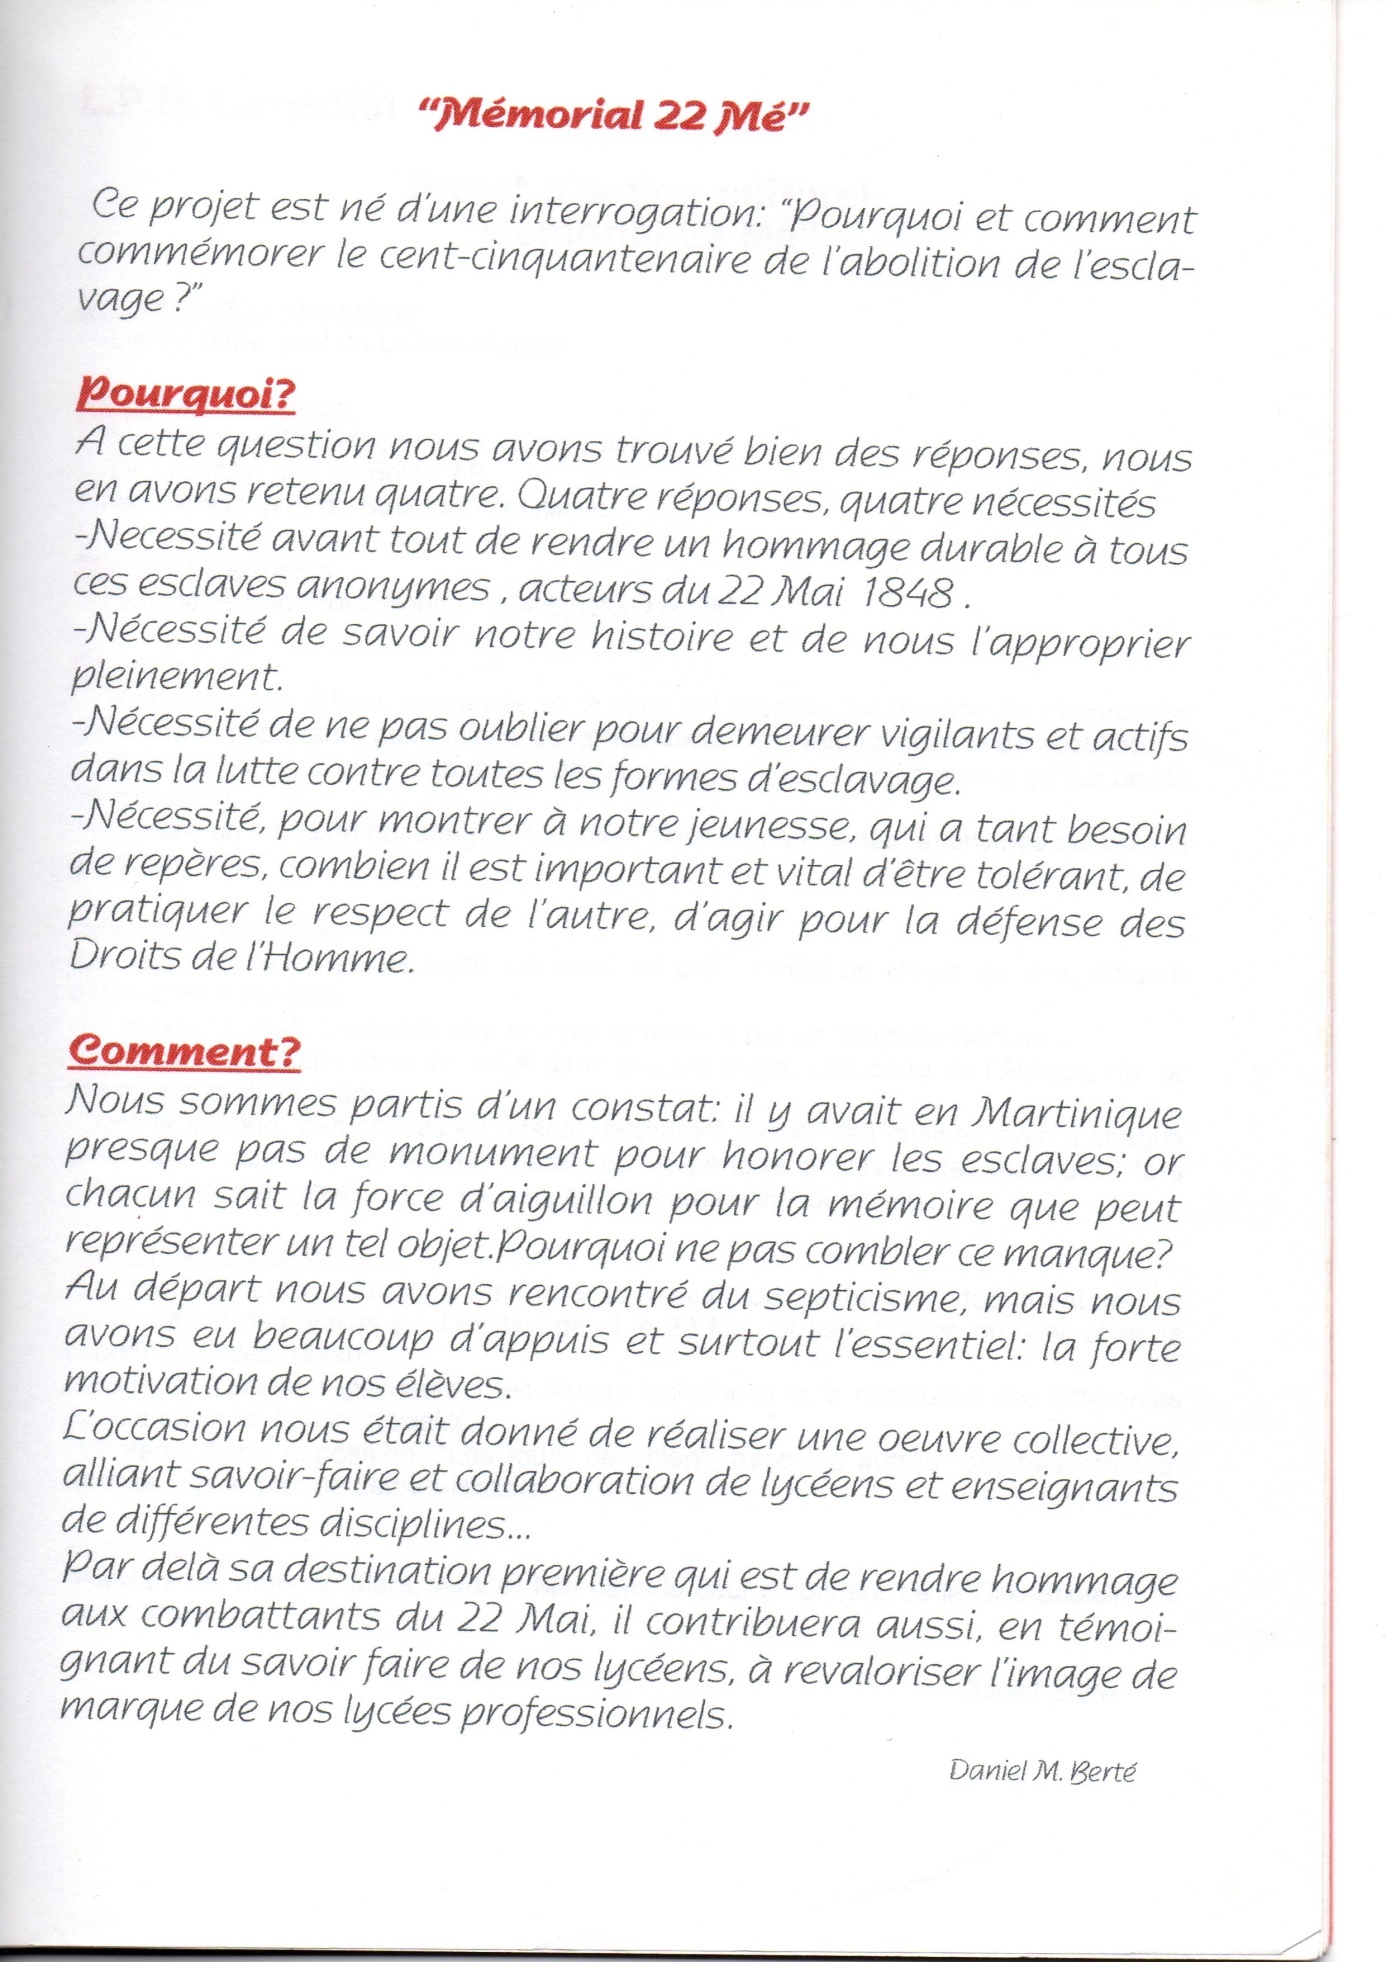 “Mémorial 22 Mé”
Ce projet est né d'une interrogation: “Pourquoi et comment
commémorer le cent-cinquantenaire de l'abolition de l'escla-
vage ?”
Pourquoi?
A cette question nous avons trouvé bien des réponses, nous
en avons retenu quatre. Quatre réponses, quatre nécessités
-Necessité avant tout de rendre un hommage durable à tous
ces esclaves anonymes , acteurs du 22 Mai 1848 .
-Nécessité de savoir notre histoire et de nous l'approprier
pleinement.
-Nécessité de ne pas oublier pour demeurer vigilants et actifs
dans la lutte contre toutes les formes d'esclavage.
-Nécessité, pour montrer à notre jeunesse, qui a tant besoin
de repères, combien il est important et vital d'être tolérant, de
pratiquer le respect de l'autre, d'agir pour la défense des
Droits de l'Homme.
Comment?
Nous sommes partis d'un constat: il y avait en Martinique
presque pas de monument pour honorer les esclaves; or
chacun sait la force d'aiguillon pour la mémoire que peut
représenter un tel objet.Pourquoi ne pas combler ce manque?
Au départ nous avons rencontré du septicisme, mais nous
avons eu beaucoup d'appuis et surtout l'essentiel: la forte
motivation de nos élèves.
L'occasion nous était donné de réaliser une oeuvre collective,
alliant savoir-faire et collaboration de lycéens et enseignants
de différentes disciplines...
Par delà sa destination première qui est de rendre hommage
aux combattants du 22 Mai, il contribuera aussi, en témoi-
gnant du savoir faire de nos lycéens, à revaloriser l'image de
marque de nos lycées professionnels.
Daniel M. Berté